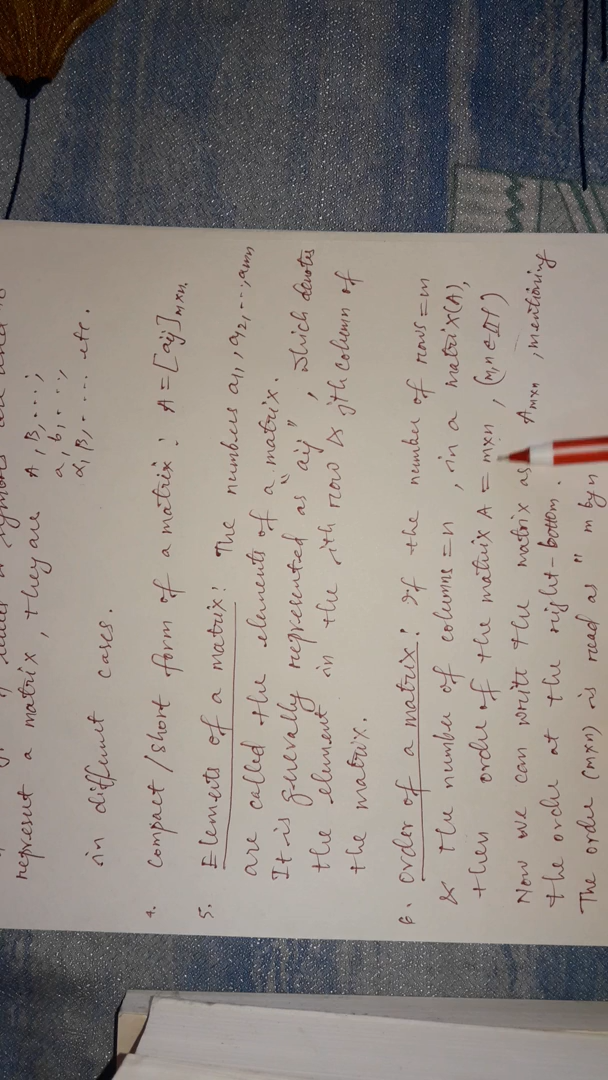 represent a matrix, they are A, B, ...;
a, b, ...;
α, β, .... etc.
in different cases.
4. Compact/short form of a matrix: A = [aij]m×n.
5. Elements of a matrix: The numbers a11, a12, ..., amn
are called the elements of a matrix.
It is generally represented as "aij", which denotes
the element in the ith row & jth column of
the matrix.
6. Order of a matrix: If the number of rows = m
& the number of columns = n, in a matrix (A),
then order of the matrix A = m×n, (m,n ∈ )
Now we can write the matrix as Am×n, mentioning
the order at the right-bottom.
The order (m×n) is read as "m by n